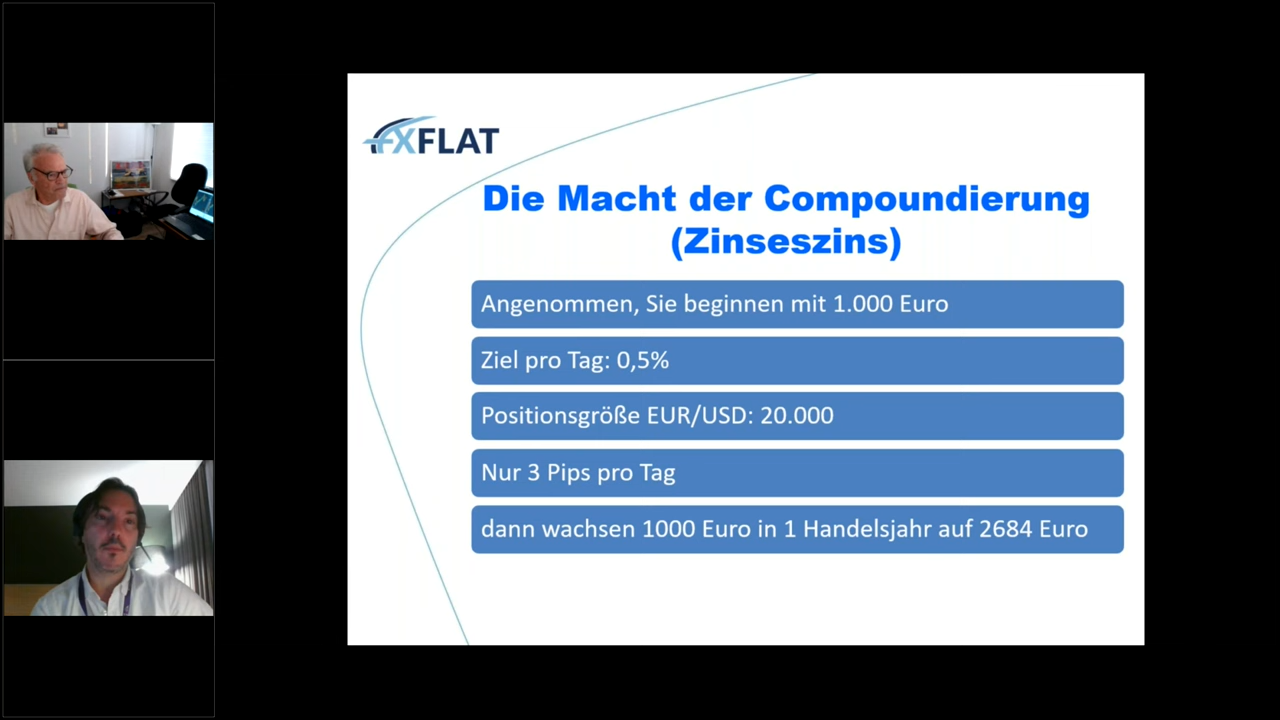 FXFLAT
Die Macht der Compoundierung
(Zinseszins)
Angenommen, Sie beginnen mit 1.000 Euro
Ziel pro Tag: 0,5%
Positionsgröße EUR/USD: 20.000
Nur 3 Pips pro Tag
dann wachsen 1000 Euro in 1 Handelsjahr auf 2684 Euro